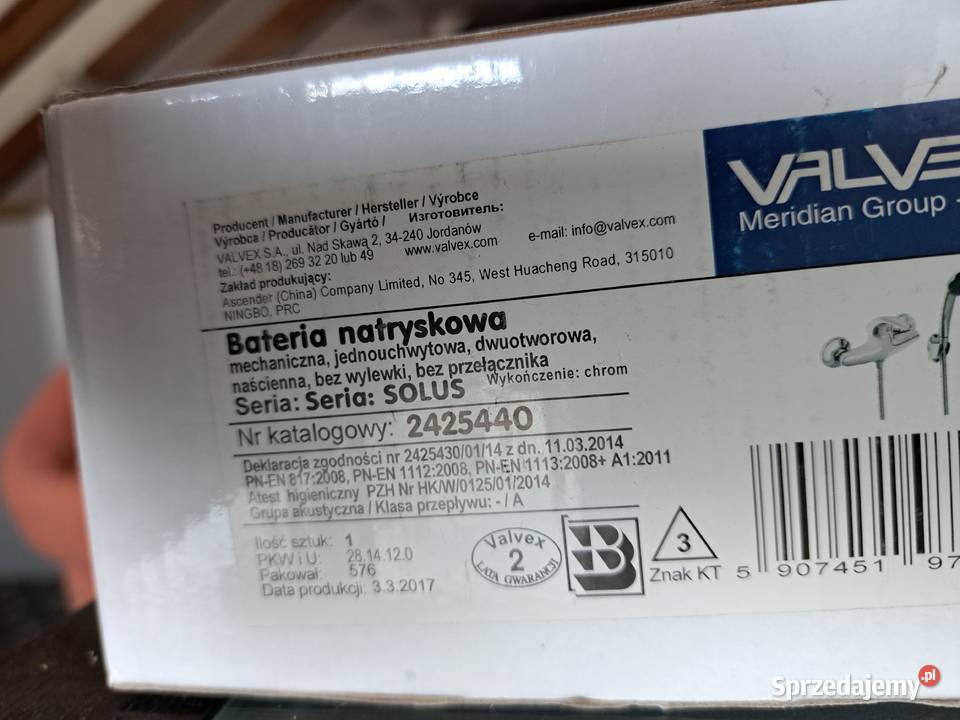 Producent / Manufacturer / Hersteller / Výrobce
Výrobca / Producător / Gyártó / Изготовитель:
VALVEX S.A., ul. Nad Skawą 2, 34-240 Jordanów
tel.: (+48 18) 269 32 20 lub 49 www.valvex.com e-mail: info@valvex.com
Zakład produkujący:
Ascender (China) Company Limited, No 345, West Huacheng Road, 315010
NINGBO, PRC
VALVE
Meridian Group -
Bateria natryskowa
mechaniczna, jednouchwytowa, dwuotworowa,
naścienna, bez wylewki, bez przełącznika
Wykończenie: chrom
Seria: Seria: SOLUS
Nr katalogowy: 2425440
Deklaracja zgodności nr 2425430/01/14 z dn. 11.03.2014
PN-EN 817:2008, PN-EN 1112:2008, PN-EN 1113:2008+ A1:2011
Atest higieniczny PZH Nr HK/W/0125/01/2014
Grupa akustyczna / Klasa przepływu: - / A
Ilość sztuk: 1
PKW i U: 28.14.12.0
Pakował: 576
Data produkcji: 3.3.2017
Valvex
2
LATA GWARANCJI
B
3
Znak KT
5 907451 97
Sprzedajemy.pl